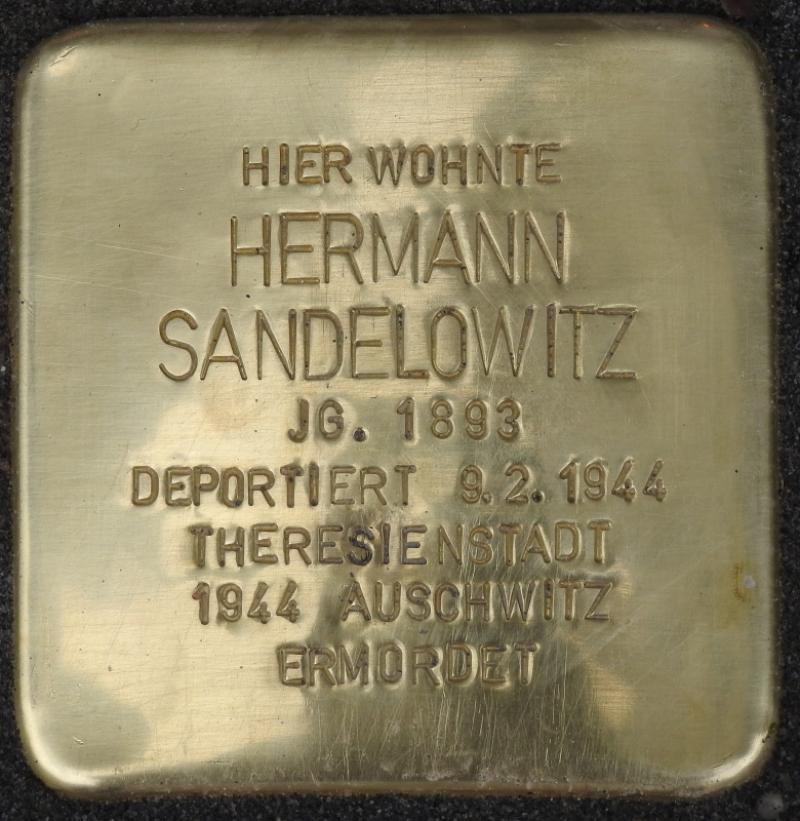 HIER WOHNTE
HERMANN
SANDELOWITZ
JG. 1893
DEPORTIERT 9.2.1944
THERESIENSTADT
1944 AUSCHWITZ
ERMORDET